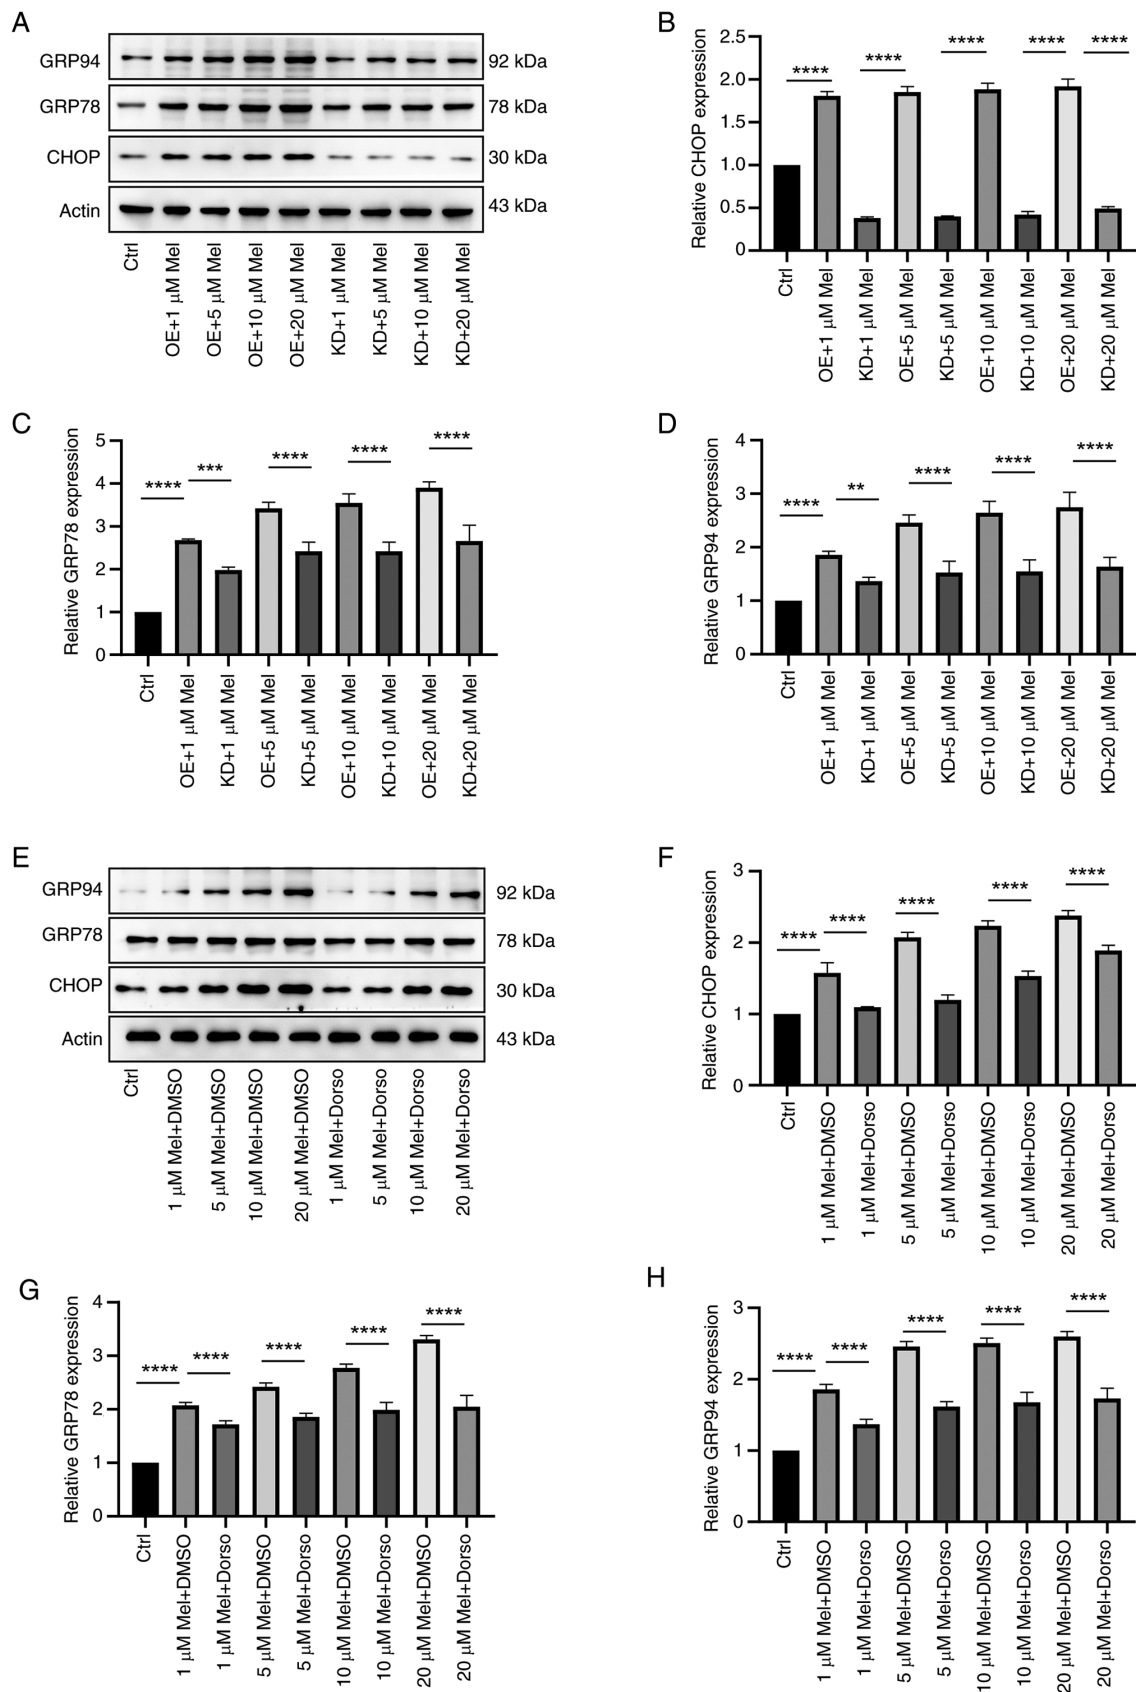 A
GRP94
92 kDa
GRP78
78 kDa
CHOP
30 kDa
Actin
43 kDa
Ctrl
OE+1 μM Mel
OE+5 μM Mel
OE+10 μM Mel
OE+20 μM Mel
KD+1 μM Mel
KD+5 μM Mel
KD+10 μM Mel
KD+20 μM Mel
B
Relative CHOP expression
2.5
2.0
1.5
1.0
0.5
0
**** **** **** **** ****
Ctrl
OE+1 μM Mel
KD+1 μM Mel
OE+5 μM Mel
KD+5 μM Mel
OE+10 μM Mel
KD+10 μM Mel
OE+20 μM Mel
KD+20 μM Mel
C
Relative GRP78 expression
5
4
3
2
1
0
**** *** **** **** ****
Ctrl
OE+1 μM Mel
KD+1 μM Mel
OE+5 μM Mel
KD+5 μM Mel
OE+10 μM Mel
KD+10 μM Mel
OE+20 μM Mel
KD+20 μM Mel
D
Relative GRP94 expression
4
3
2
1
0
**** ** **** **** ****
Ctrl
OE+1 μM Mel
KD+1 μM Mel
OE+5 μM Mel
KD+5 μM Mel
OE+10 μM Mel
KD+10 μM Mel
OE+20 μM Mel
KD+20 μM Mel
E
GRP94
92 kDa
GRP78
78 kDa
CHOP
30 kDa
Actin
43 kDa
Ctrl
1 μM Mel+DMSO
5 μM Mel+DMSO
10 μM Mel+DMSO
20 μM Mel+DMSO
1 μM Mel+Dorso
5 μM Mel+Dorso
10 μM Mel+Dorso
20 μM Mel+Dorso
F
Relative CHOP expression
3
2
1
0
**** **** **** **** ****
Ctrl
1 μM Mel+DMSO
1 μM Mel+Dorso
5 μM Mel+DMSO
5 μM Mel+Dorso
10 μM Mel+DMSO
10 μM Mel+Dorso
20 μM Mel+DMSO
20 μM Mel+Dorso
G
Relative GRP78 expression
4
3
2
1
0
**** **** **** **** ****
Ctrl
1 μM Mel+DMSO
1 μM Mel+Dorso
5 μM Mel+DMSO
5 μM Mel+Dorso
10 μM Mel+DMSO
10 μM Mel+Dorso
20 μM Mel+DMSO
20 μM Mel+Dorso
H
Relative GRP94 expression
3
2
1
0
**** **** **** **** ****
Ctrl
1 μM Mel+DMSO
1 μM Mel+Dorso
5 μM Mel+DMSO
5 μM Mel+Dorso
10 μM Mel+DMSO
10 μM Mel+Dorso
20 μM Mel+DMSO
20 μM Mel+Dorso